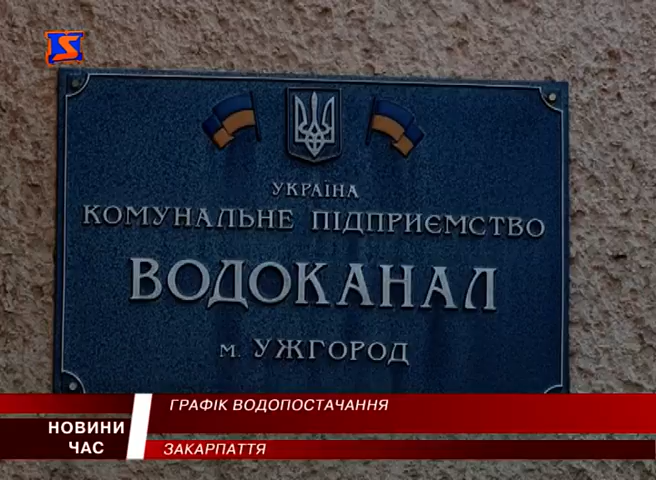 УКРАЇНА
КОМУНАЛЬНЕ ПІДПРИЄМСТВО
ВОДОКАНАЛ
м. УЖГОРОД
ГРАФІК ВОДОПОСТАЧАННЯ
НОВИНИ
ЧАС
ЗАКАРПАТТЯ